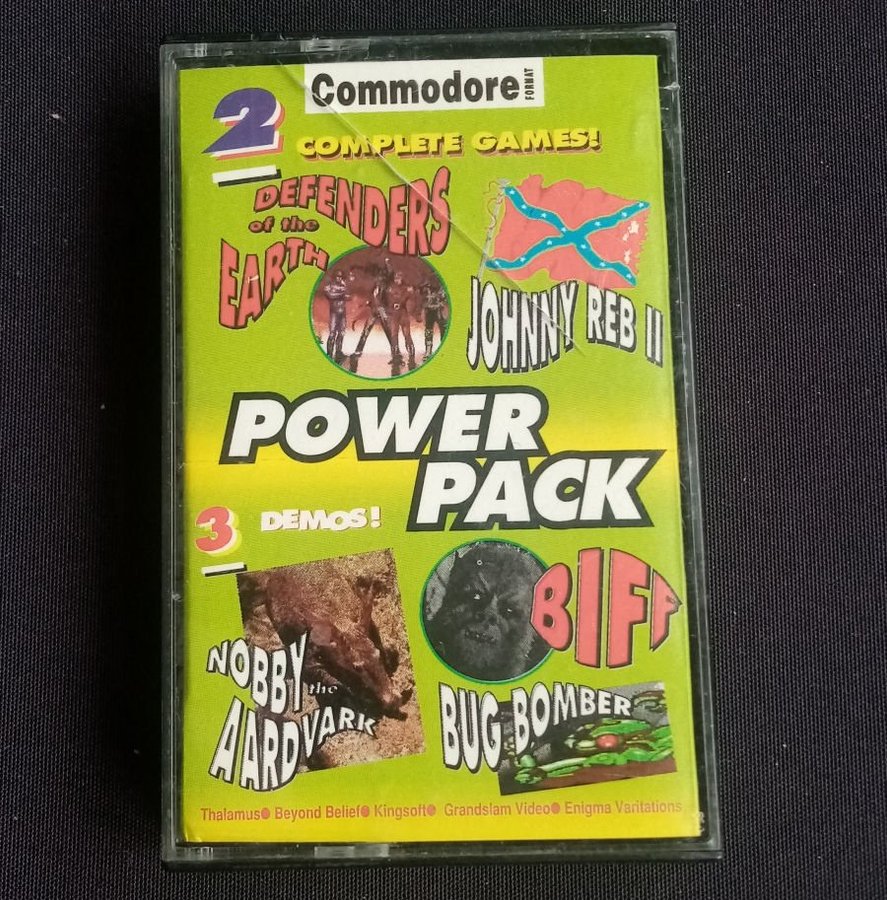 Commodore FORMAT
2 COMPLETE GAMES!
DEFENDERS
of the
EARTH
JOHNNY REB II
POWER
PACK
3 DEMOS!
NOBBY
the
AARDVARK
BIFF
BUG BOMBER
Thalamus● Beyond Belief● Kingsoft● Grandslam Video● Enigma Varitations